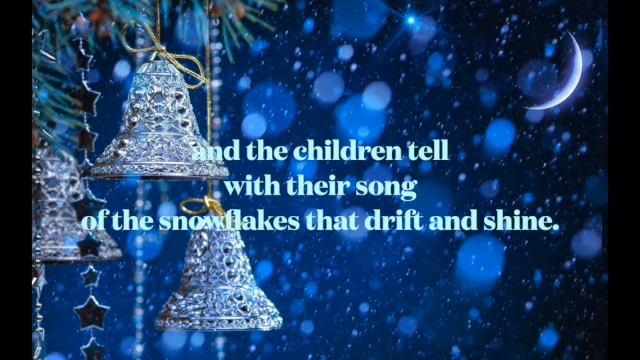 and the children tell
with their song
of the snowflakes that drift and shine.